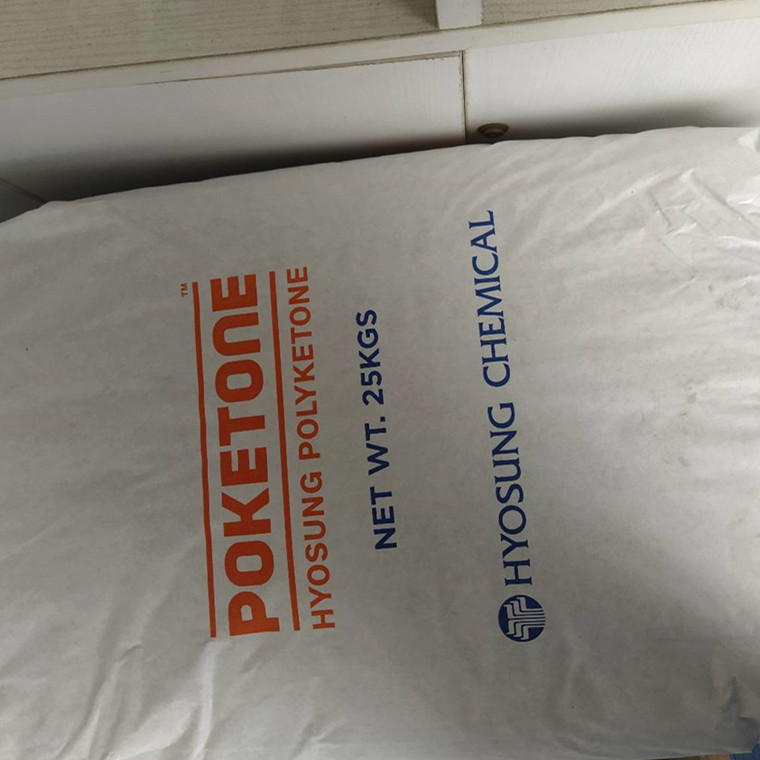 POKETONE™
HYOSUNG POLYKETONE
NET WT. 25KGS
HYOSUNG CHEMICAL